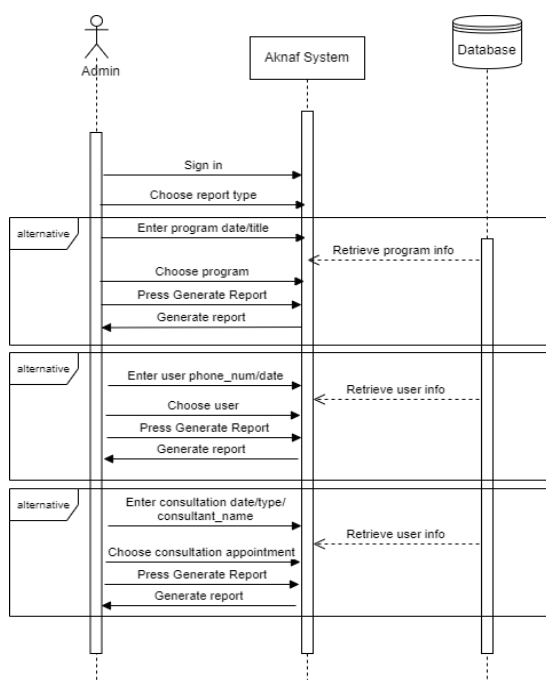 Admin
Aknaf System
Database
Sign in
Choose report type
alternative
Enter program date/title
Retrieve program info
Choose program
Press Generate Report
Generate report
alternative
Enter user phone_num/date
Retrieve user info
Choose user
Press Generate Report
Generate report
alternative
Enter consultation date/type/
consultant_name
Retrieve user info
Choose consultation appointment
Press Generate Report
Generate report